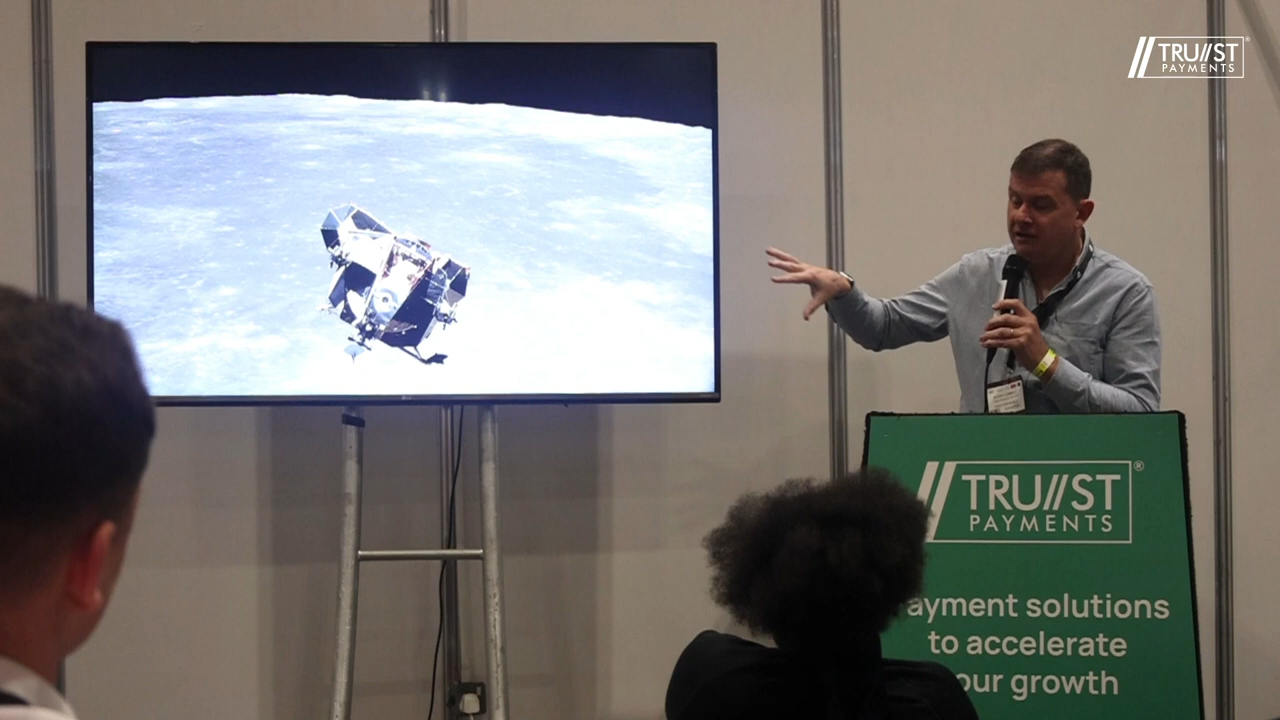 TRU//ST®
PAYMENTS
TRU//ST®
PAYMENTS
ayment solutions
to accelerate
our growth